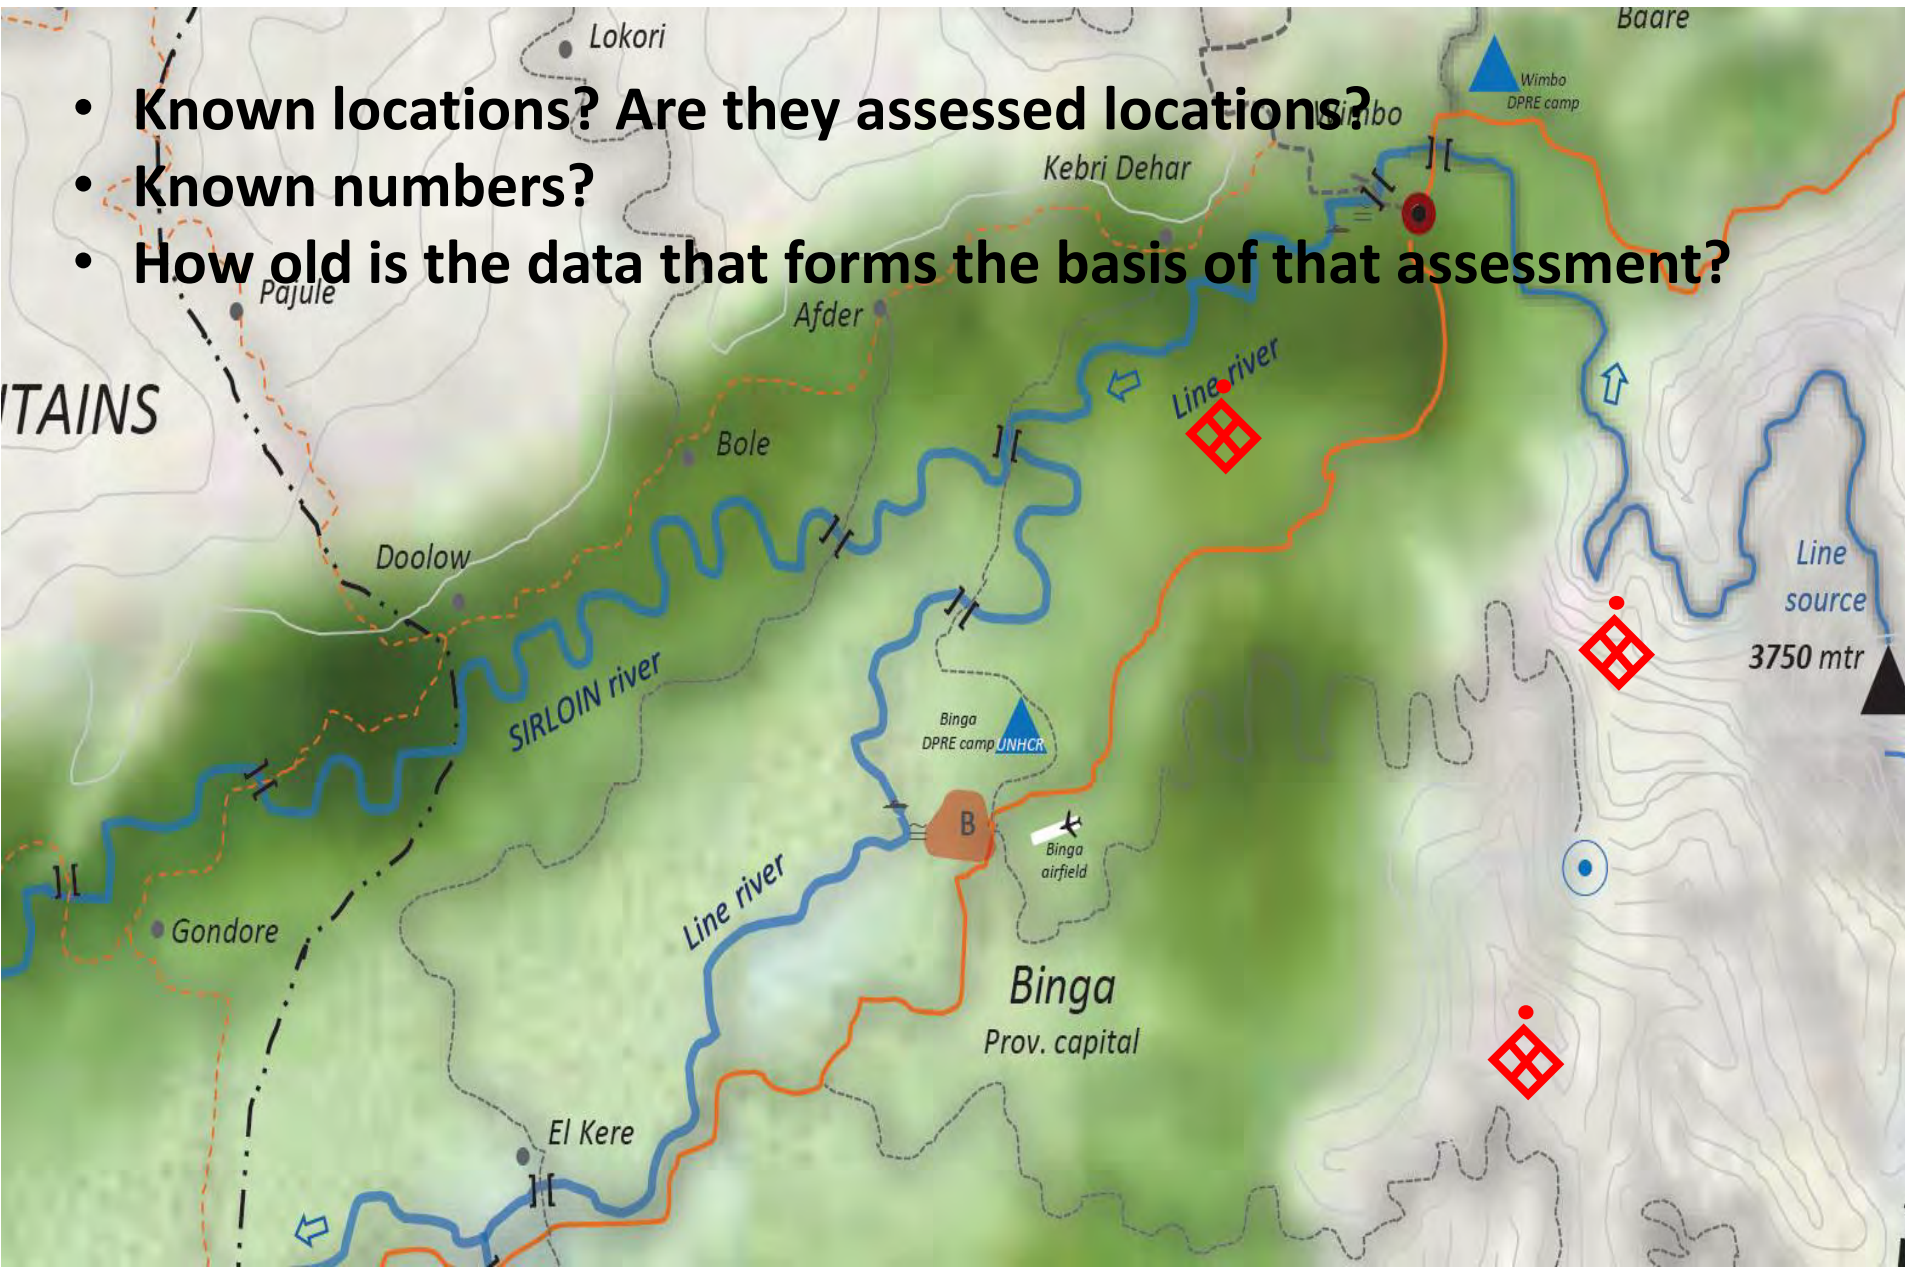 Baare
Lokori
Wimbo
DPRE camp
• Known locations? Are they assessed locations?
Wimbo
Kebri Dehar
• Known numbers?
• How old is the data that forms the basis of that assessment?
Pajule
Afder
Line river
NTAINS
Bole
Doolow
Line
source
3750 mtr
SIRLOIN river
Binga
DPRE camp
UNHCR
B
Binga
airfield
Line river
Gondore
Binga
Prov. capital
El Kere